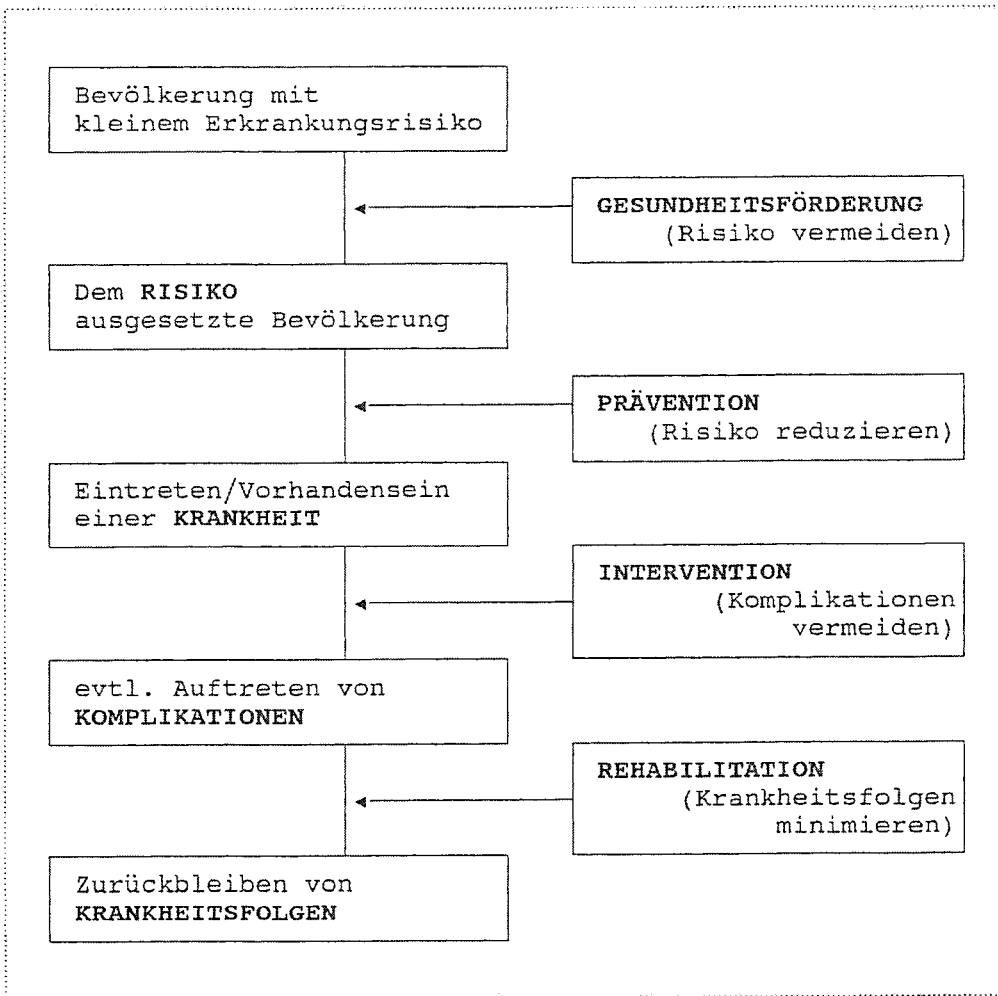 Bevölkerung mit
kleinem Erkrankungsrisiko
GESUNDHEITSFÖRDERUNG
(Risiko vermeiden)
Dem RISIKO
ausgesetzte Bevölkerung
PRÄVENTION
(Risiko reduzieren)
Eintreten/Vorhandensein
einer KRANKHEIT
INTERVENTION
(Komplikationen
vermeiden)
evtl. Auftreten von
KOMPLIKATIONEN
REHABILITATION
(Krankheitsfolgen
minimieren)
Zurückbleiben von
KRANKHEITSFOLGEN